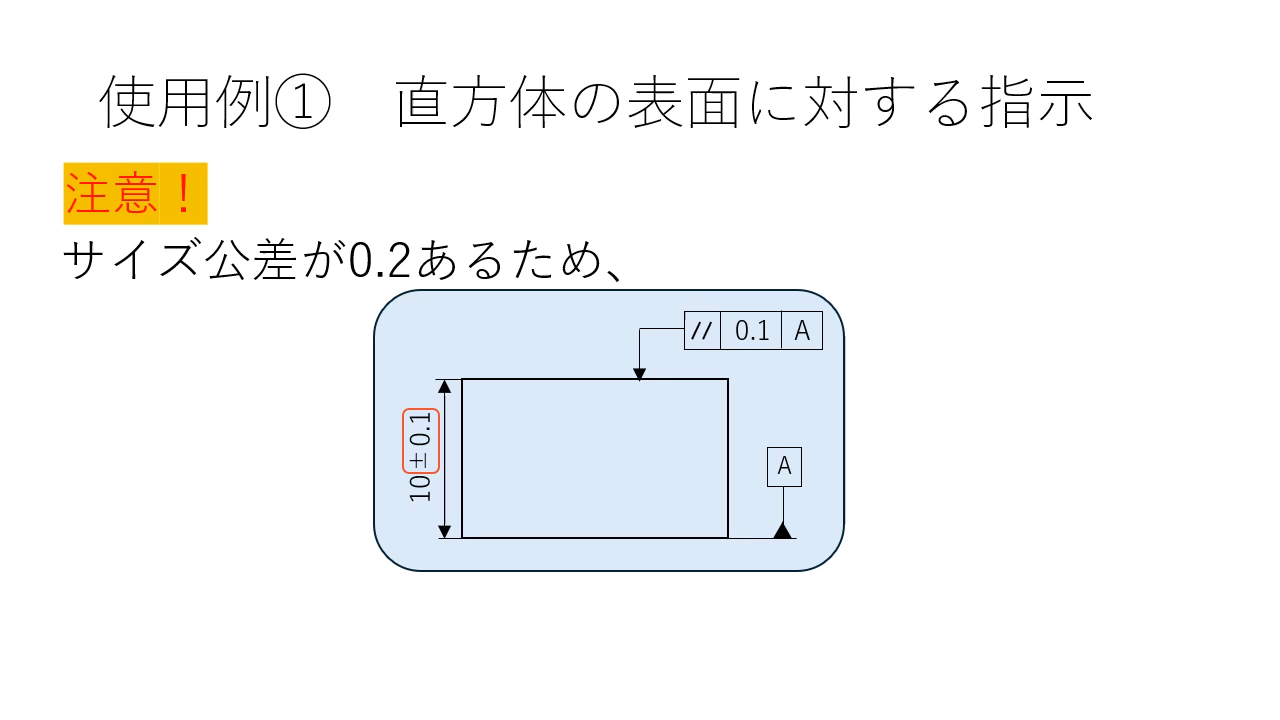 使用例① 直方体の表面に対する指示
注意！
サイズ公差が0.2あるため、
// 0.1 A
10±0.1
A